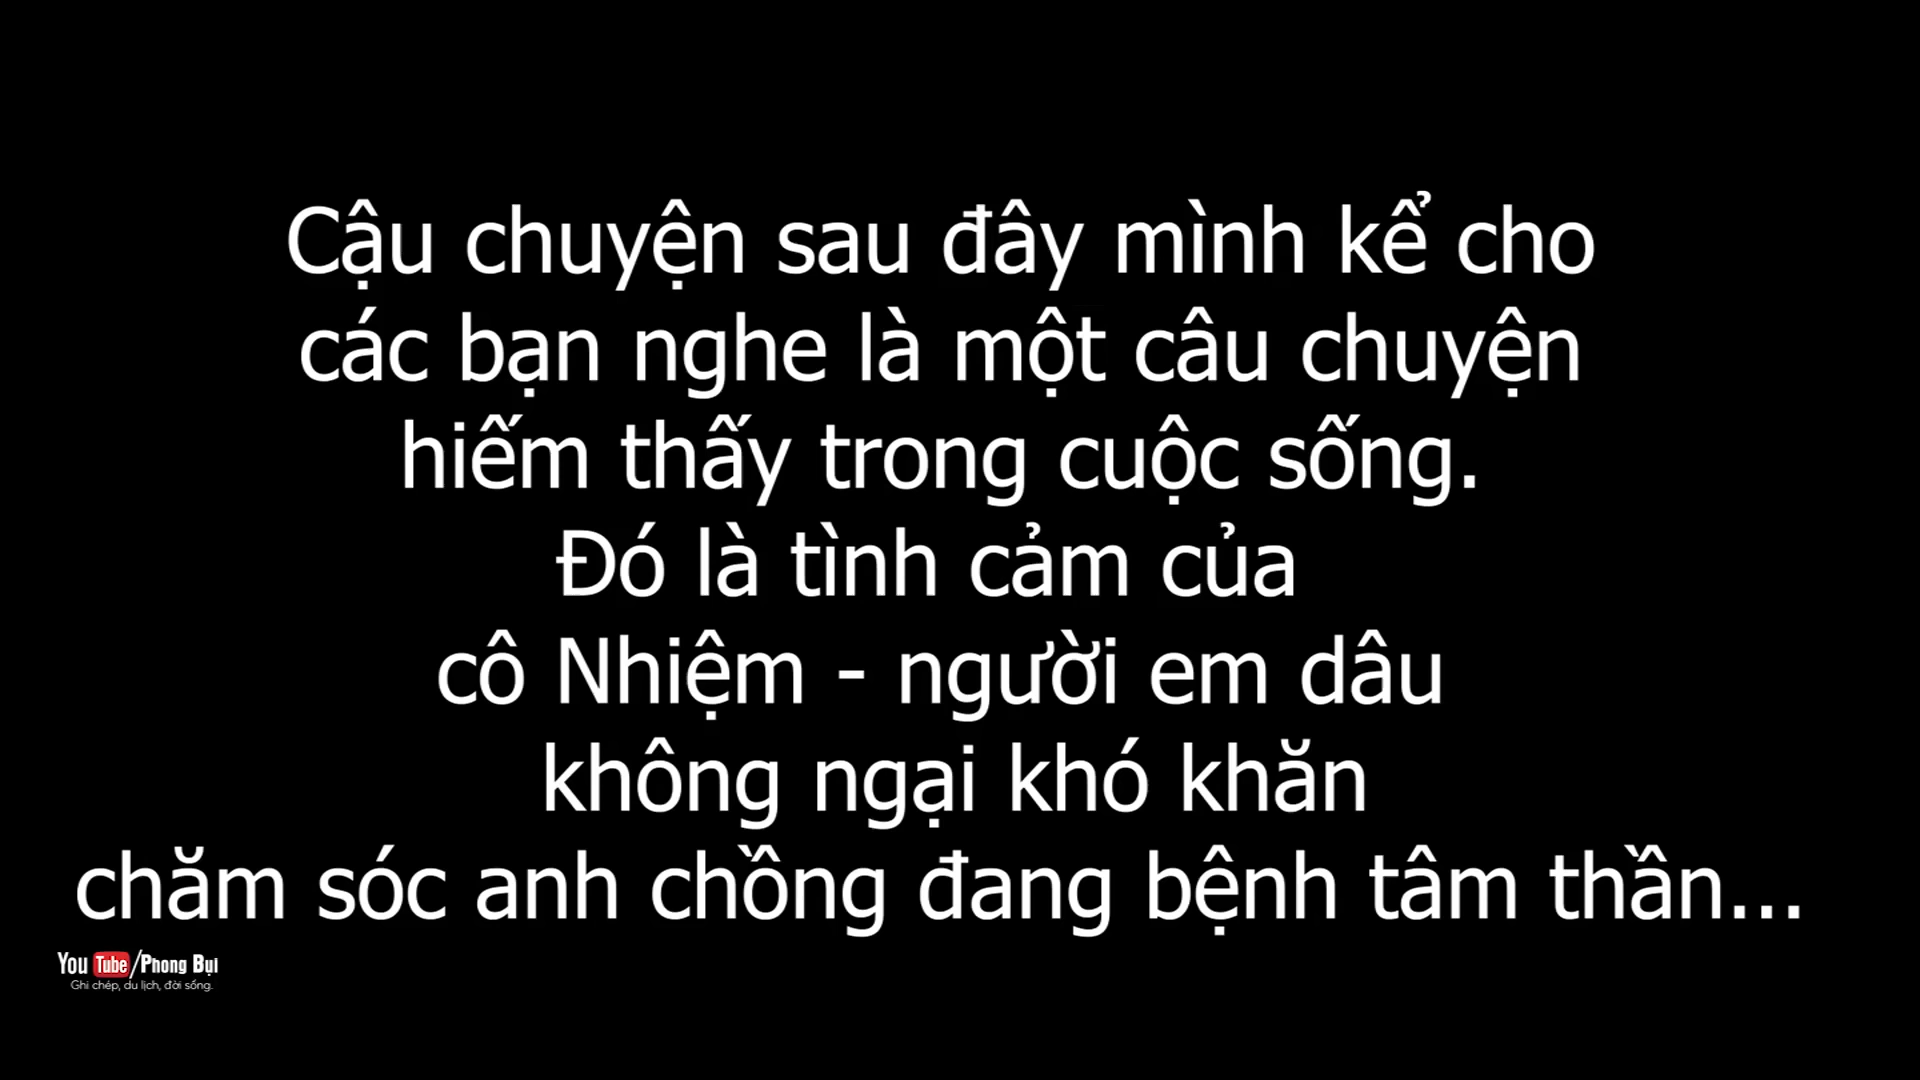 Cậu chuyện sau đây mình kể cho
các bạn nghe là một câu chuyện
hiếm thấy trong cuộc sống.
Đó là tình cảm của
cô Nhiệm - người em dâu
không ngại khó khăn
chăm sóc anh chồng đang bệnh tâm thần...
YouTube/Phong Bụi
Ghi chép, du lịch, đời sống.